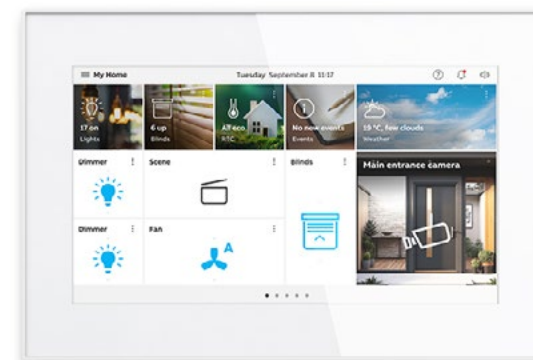 My Home
Tuesday September 8 11:17
17 on
Lights
6 up
Blinds
All eco
RTC
No new events
Events
19 °C, few clouds
Weather
Dimmer
Scene
Blinds
Main entrance camera
Dimmer
Fan
A